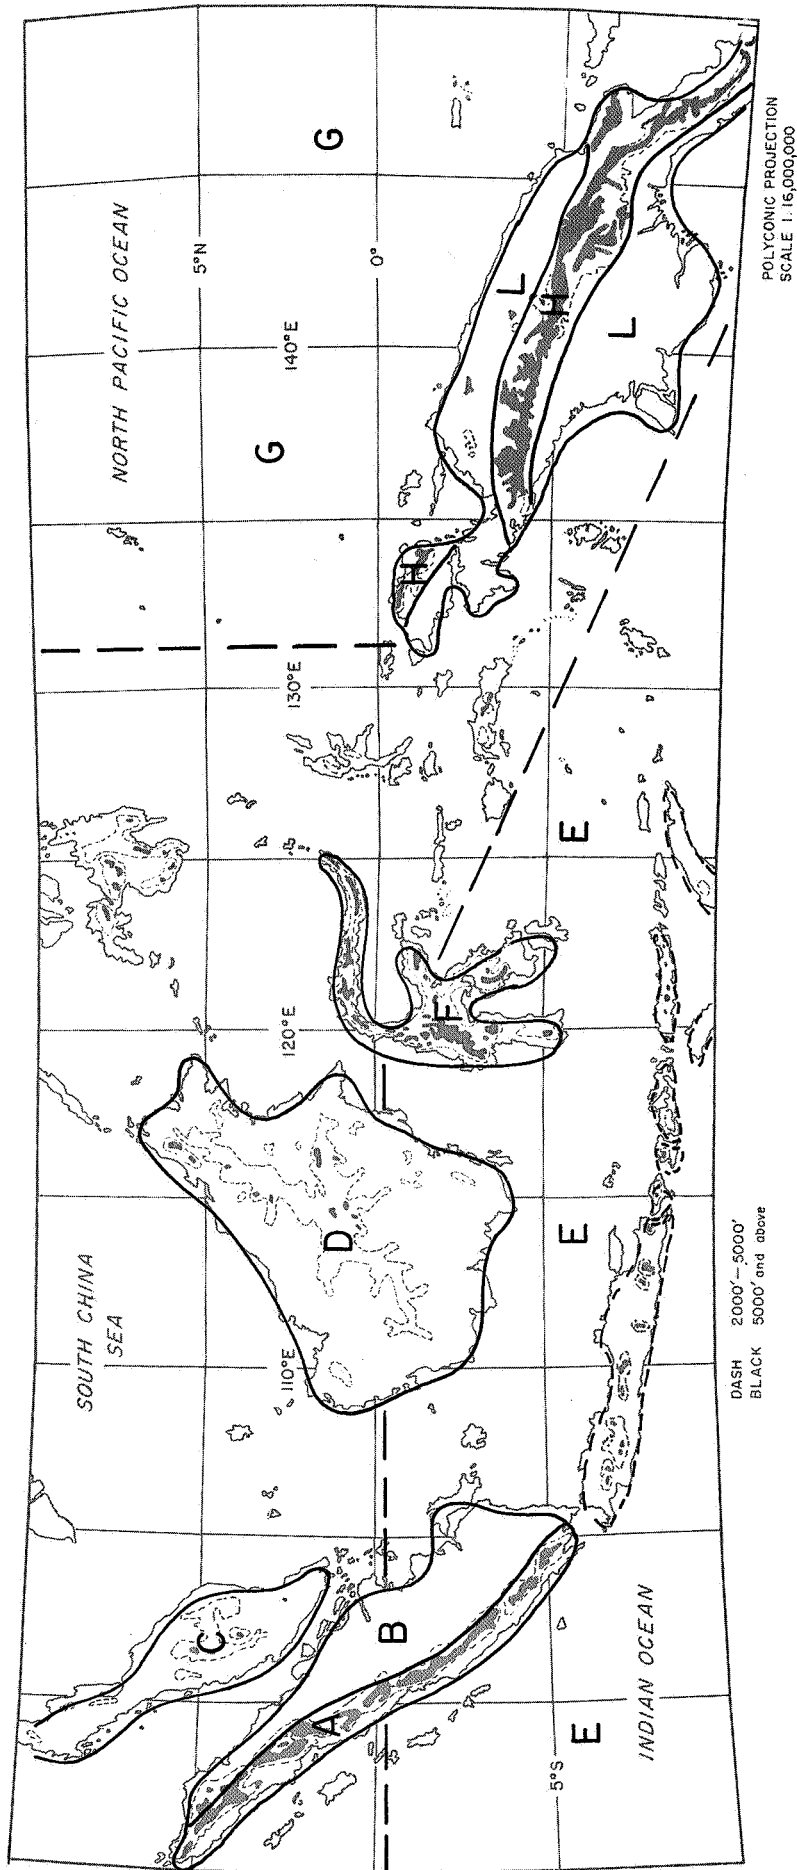 NORTH PACIFIC OCEAN
SOUTH CHINA
SEA
INDIAN OCEAN
5°N
0°
5°S
110°E
120°E
130°E
140°E
A
B
C
D
E
E
E
F
G
G
H
H
L
L
DASH 2000'–5000'
BLACK 5000' and above
POLYCONIC PROJECTION
SCALE 1:16,000,000